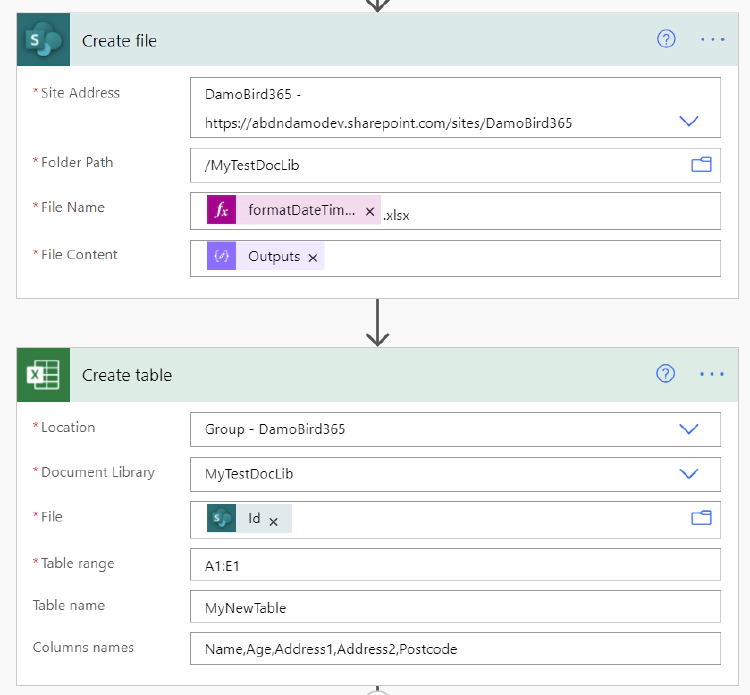 Create file
* Site Address
DamoBird365 -
https://abdndamodev.sharepoint.com/sites/DamoBird365
* Folder Path
/MyTestDocLib
* File Name
fx formatDateTim... × .xlsx
* File Content
Outputs ×
Create table
* Location
Group - DamoBird365
* Document Library
MyTestDocLib
* File
Id ×
* Table range
A1:E1
Table name
MyNewTable
Columns names
Name,Age,Address1,Address2,Postcode